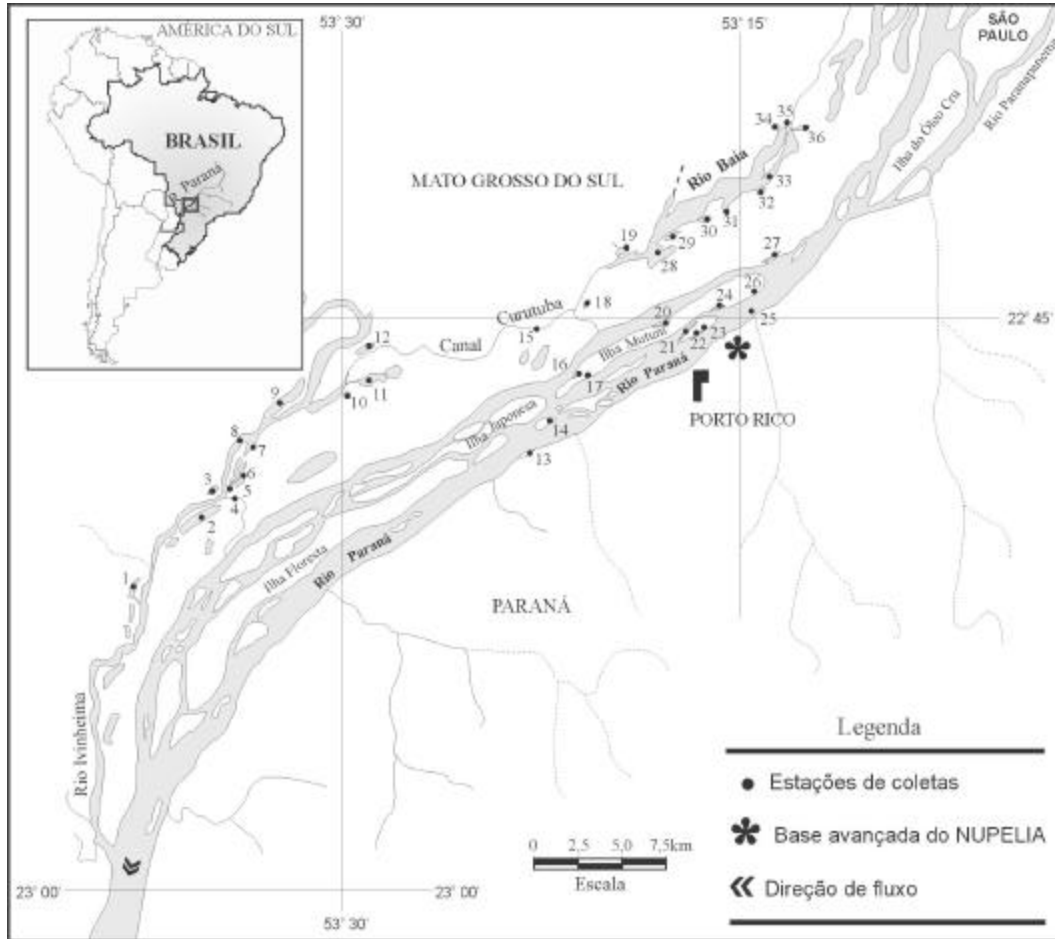 AMÉRICA DO SUL
BRASIL
R. Paraná
53° 30'
53° 15'
SÃO
PAULO
Rio Paranapanema
Ilha do Óleo Cru
34
35
36
Rio Baia
MATO GROSSO DO SUL
33
32
31
30
29
28
19
27
26
25
24
23
22
21
20
18
22° 45'
Canal
Curutuba
15
Ilha Mutum
Rio Paraná
16
17
12
11
10
9
PORTO RICO
Ilha Japonesa
14
13
8
7
6
5
4
3
2
1
Ilha Floresta
Rio Paraná
PARANÁ
Rio Ivinheima
Legenda
Estações de coletas
Base avançada do NUPELIA
Direção de fluxo
0 2,5 5,0 7,5km
Escala
23° 00'
23° 00'
53° 30'